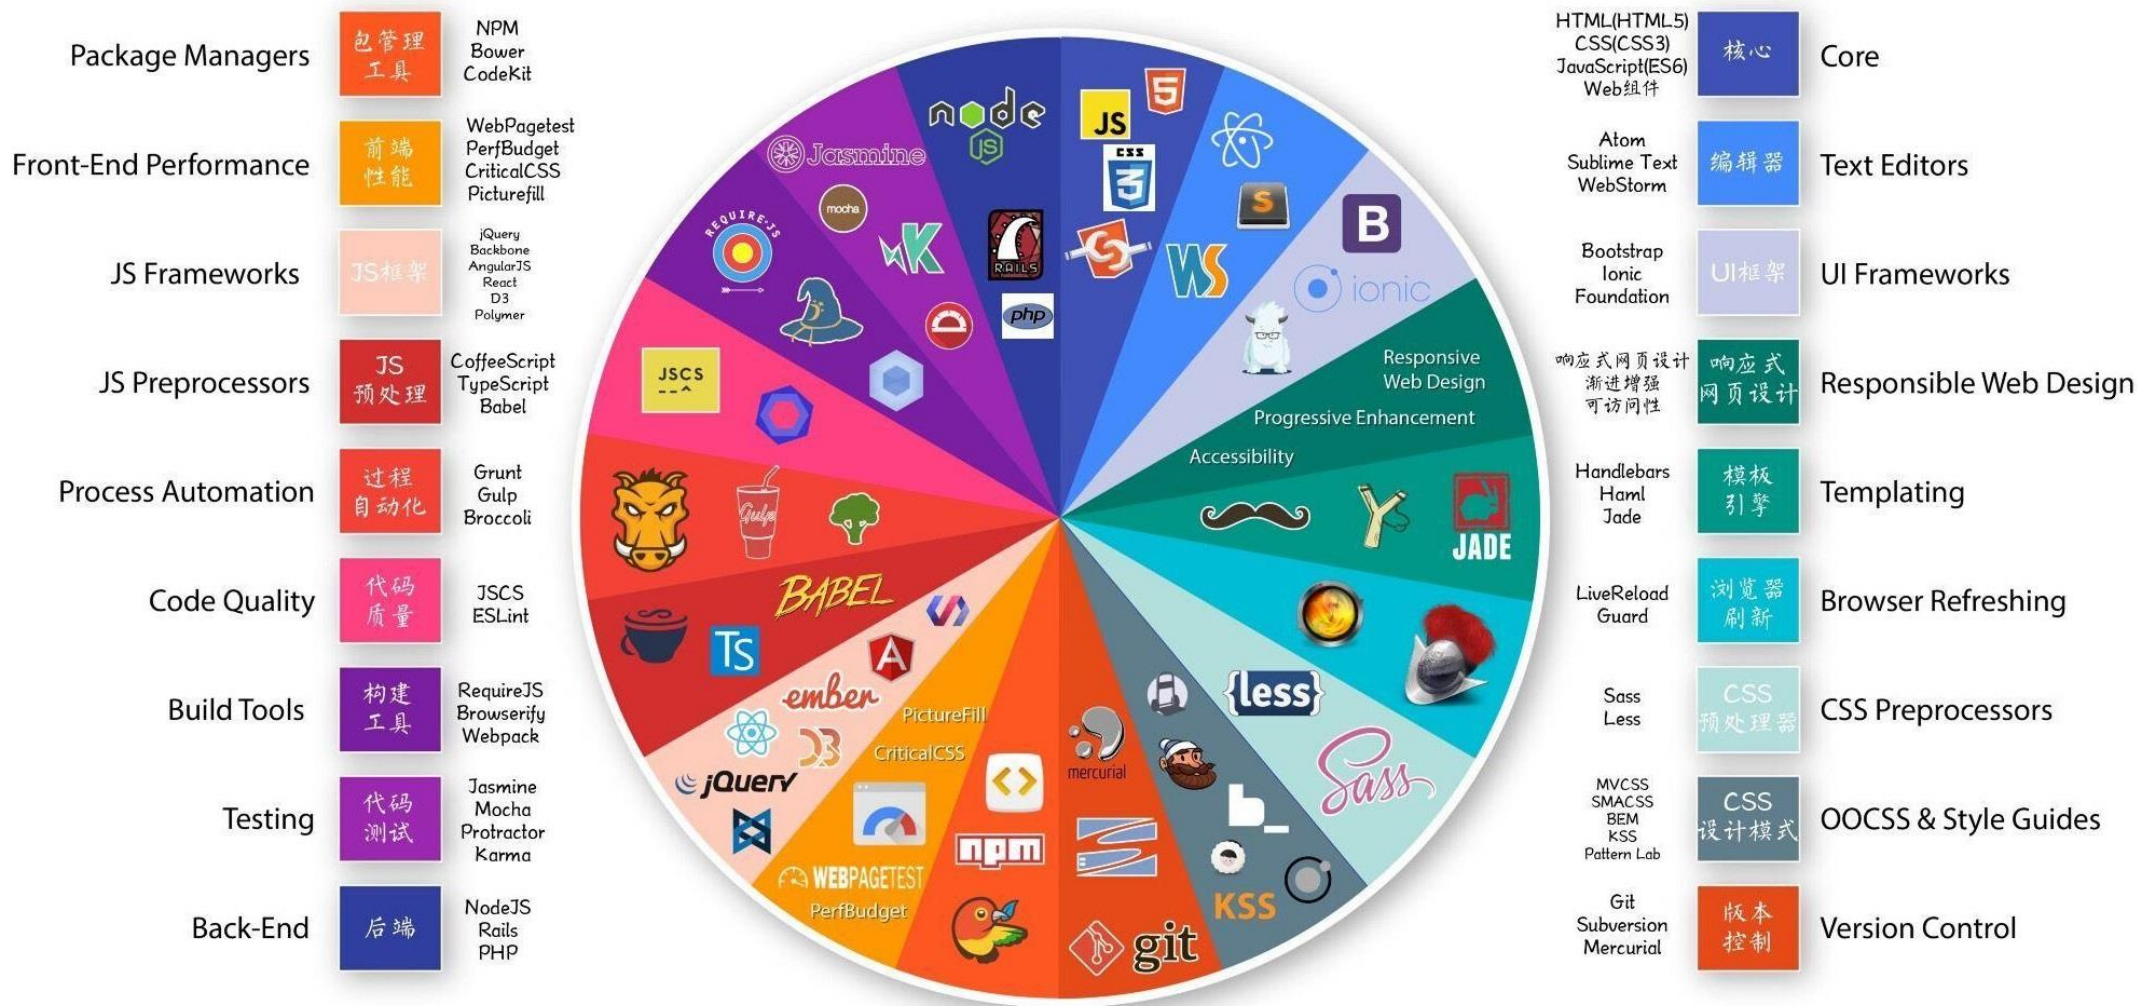 Package Managers
包管理
工具
NPM
Bower
CodeKit
Front-End Performance
前端
性能
WebPagetest
PerfBudget
CriticalCSS
Picturefill
JS Frameworks
JS框架
jQuery
Backbone
AngularJS
React
D3
Polymer
JS Preprocessors
JS
预处理
CoffeeScript
TypeScript
Babel
Process Automation
过程
自动化
Grunt
Gulp
Broccoli
Code Quality
代码
质量
JSCS
ESLint
Build Tools
构建
工具
RequireJS
Browserify
Webpack
Testing
代码
测试
Jasmine
Mocha
Protractor
Karma
Back-End
后端
NodeJS
Rails
PHP
node
JS
JS
5
CSS
3
Jasmine
mocha
K
REQUIRE·JS
RAILS
php
S
WS
B
ionic
JSCS
Responsive
Web Design
Progressive Enhancement
Accessibility
Gulp
JADE
BABEL
TS
A
ember
D3
jQuery
PictureFill
CriticalCSS
WEBPAGETEST
PerfBudget
npm
mercurial
git
{less}
Sass
b_
KSS
HTML(HTML5)
CSS(CSS3)
JavaScript(ES6)
Web组件
核心
Core
Atom
Sublime Text
WebStorm
编辑器
Text Editors
Bootstrap
Ionic
Foundation
UI框架
UI Frameworks
响应式网页设计
渐进增强
可访问性
响应式
网页设计
Responsible Web Design
Handlebars
Haml
Jade
模板
引擎
Templating
LiveReload
Guard
浏览器
刷新
Browser Refreshing
Sass
Less
CSS
预处理器
CSS Preprocessors
MVCSS
SMACSS
BEM
KSS
Pattern Lab
CSS
设计模式
OOCSS & Style Guides
Git
Subversion
Mercurial
版本
控制
Version Control